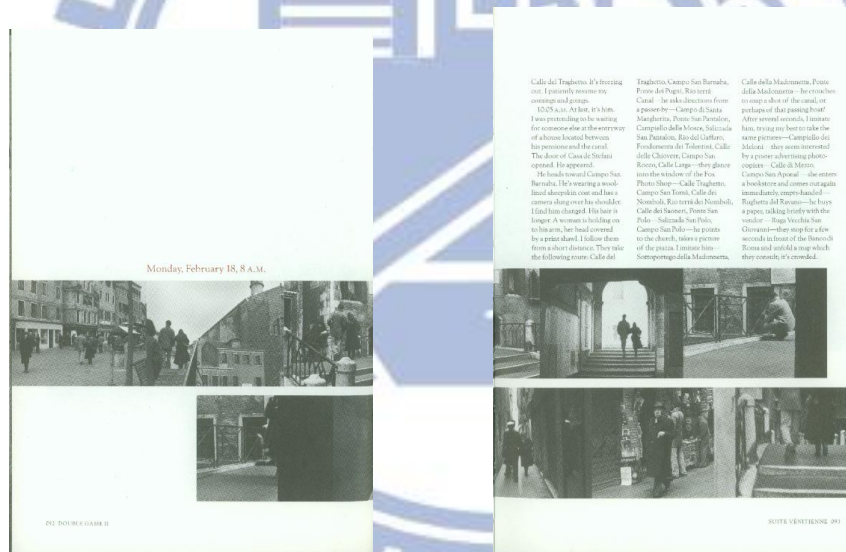 Monday, February 18, 8 A.M.
092 DOUBLE GAME II
Calle del Traghetto. It's freezing
out. I patiently resume my
comings and goings.
10:05 A.M. At last, it's him.
I was pretending to be waiting
for someone else at the entryway
of a house located between
his pensione and the canal.
The door of Casa de Stefani
opened. He appeared.
He heads toward Campo San
Barnaba. He's wearing a wool-
lined sheepskin coat and has a
camera slung over his shoulder.
I find him changed. His hair is
longer. A woman is holding on
to his arm, her head covered
by a print shawl. I follow them
from a short distance. They take
the following route: Calle del
Traghetto, Campo San Barnaba,
Ponte dei Pugni, Rio terrà
Canal—he asks directions from
a passer-by—Campo di Santa
Margherita, Ponte San Pantalon,
Campiello della Mosce, Salizzada
San Pantalon, Rio del Gaffaro,
Fondamenta dei Tolentini, Calle
delle Chiovere, Campo San
Rocco, Calle Larga—they glance
into the window of the Fox
Photo Shop—Calle Traghetto,
Campo San Tomà, Calle dei
Nomboli, Rio terrà dei Nomboli,
Calle dei Saoneri, Ponte San
Polo—Salizzada San Polo,
Campo San Polo—he points
to the church, takes a picture
of the piazza. I imitate him—
Sottoportego della Madonnetta,
Calle della Madonnetta, Ponte
della Madonnetta—he crouches
to snap a shot of the canal, or
perhaps of that passing boat?
After several seconds, I imitate
him, trying my best to take the
same pictures—Campiello dei
Meloni—they seem interested
by a poster advertising photo-
copiers—Calle di Mezzo,
Campo San Aponal—she enters
a bookstore and comes out again
immediately, empty-handed—
Rughetta del Ravano—he buys
a paper, talking briefly with the
vendor—Ruga Vecchia San
Giovanni—they stop for a few
seconds in front of the Banco di
Roma and unfold a map which
they consult; it's crowded.
SUITE VÉNITIENNE 093